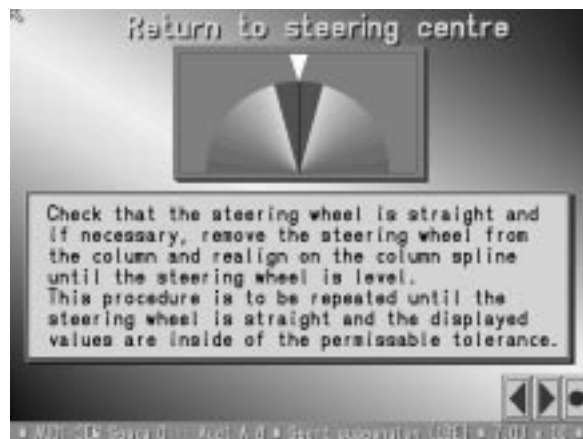 Return to steering centre
Check that the steering wheel is straight and
if necessary, remove the steering wheel from
the column and realign on the column spline
until the steering wheel is level.
This procedure is to be repeated until the
steering wheel is straight and the displayed
values are inside of the permissable tolerance.